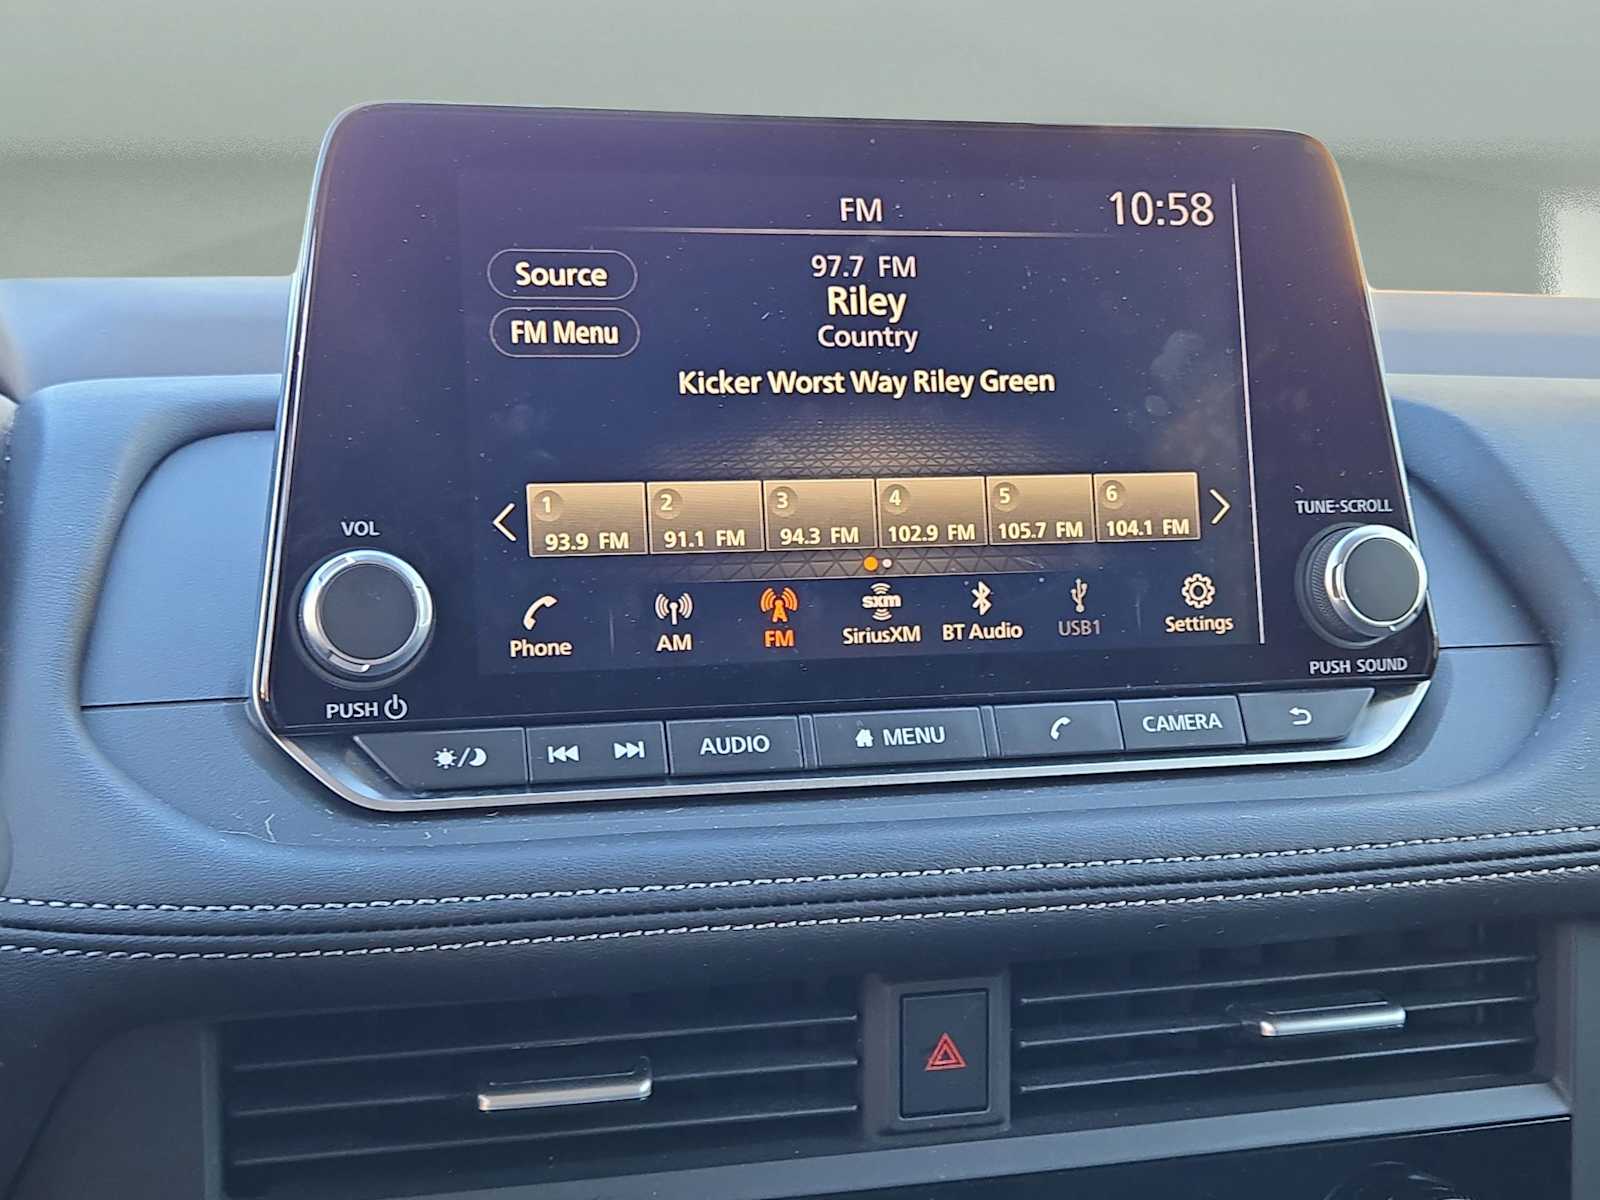 FM
10:58
Source
97.7 FM
Riley
FM Menu
Country
Kicker Worst Way Riley Green
1
2
3
4
5
6
93.9 FM
91.1 FM
94.3 FM
102.9 FM
105.7 FM
104.1 FM
VOL
TUNE-SCROLL
Phone
AM
FM
sxm
SiriusXM
BT Audio
USB1
Settings
PUSH
PUSH SOUND
AUDIO
MENU
CAMERA